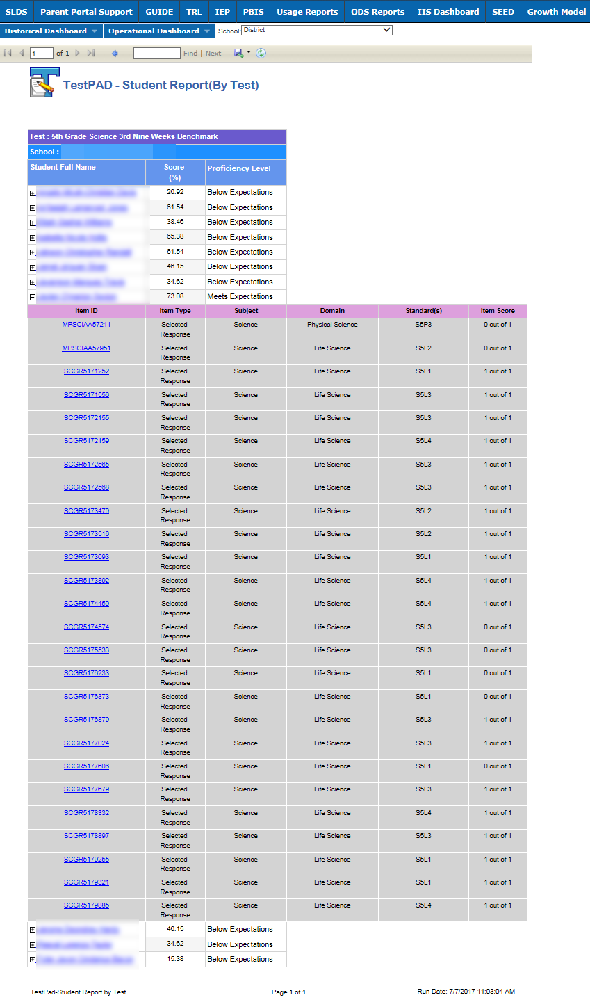 SLDS Parent Portal Support GUIDE TRL IEP PBIS Usage Reports ODS Reports IIS Dashboard SEED Growth Model
Historical Dashboard Operational Dashboard School: District
1 of 1 Find | Next
TestPAD - Student Report(By Test)
Test : 5th Grade Science 3rd Nine Weeks Benchmark
School :
Student Full Name Score (%) Proficiency Level
26.92 Below Expectations
61.54 Below Expectations
38.46 Below Expectations
65.38 Below Expectations
61.54 Below Expectations
46.15 Below Expectations
34.62 Below Expectations
73.08 Meets Expectations
Item ID Item Type Subject Domain Standard(s) Item Score
MPSCIAA57211 Selected Response Science Physical Science S5P3 0 out of 1
MPSCIAA57951 Selected Response Science Life Science S5L2 0 out of 1
SCGR5171252 Selected Response Science Life Science S5L1 1 out of 1
SCGR5171556 Selected Response Science Life Science S5L3 1 out of 1
SCGR5172155 Selected Response Science Life Science S5L3 1 out of 1
SCGR5172159 Selected Response Science Life Science S5L4 1 out of 1
SCGR5172565 Selected Response Science Life Science S5L3 1 out of 1
SCGR5172568 Selected Response Science Life Science S5L3 1 out of 1
SCGR5173470 Selected Response Science Life Science S5L2 1 out of 1
SCGR5173516 Selected Response Science Life Science S5L2 1 out of 1
SCGR5173693 Selected Response Science Life Science S5L1 1 out of 1
SCGR5173892 Selected Response Science Life Science S5L4 1 out of 1
SCGR5174450 Selected Response Science Life Science S5L4 1 out of 1
SCGR5174574 Selected Response Science Life Science S5L3 0 out of 1
SCGR5175533 Selected Response Science Life Science S5L3 0 out of 1
SCGR5176233 Selected Response Science Life Science S5L1 0 out of 1
SCGR5176373 Selected Response Science Life Science S5L1 0 out of 1
SCGR5176879 Selected Response Science Life Science S5L3 1 out of 1
SCGR5177024 Selected Response Science Life Science S5L3 1 out of 1
SCGR5177606 Selected Response Science Life Science S5L1 0 out of 1
SCGR5177679 Selected Response Science Life Science S5L3 1 out of 1
SCGR5178332 Selected Response Science Life Science S5L4 1 out of 1
SCGR5178897 Selected Response Science Life Science S5L3 1 out of 1
SCGR5179255 Selected Response Science Life Science S5L1 1 out of 1
SCGR5179321 Selected Response Science Life Science S5L1 1 out of 1
SCGR5179885 Selected Response Science Life Science S5L4 1 out of 1
46.15 Below Expectations
34.62 Below Expectations
15.38 Below Expectations
TestPad-Student Report by Test Page 1 of 1 Run Date: 7/7/2017 11:03:04 AM